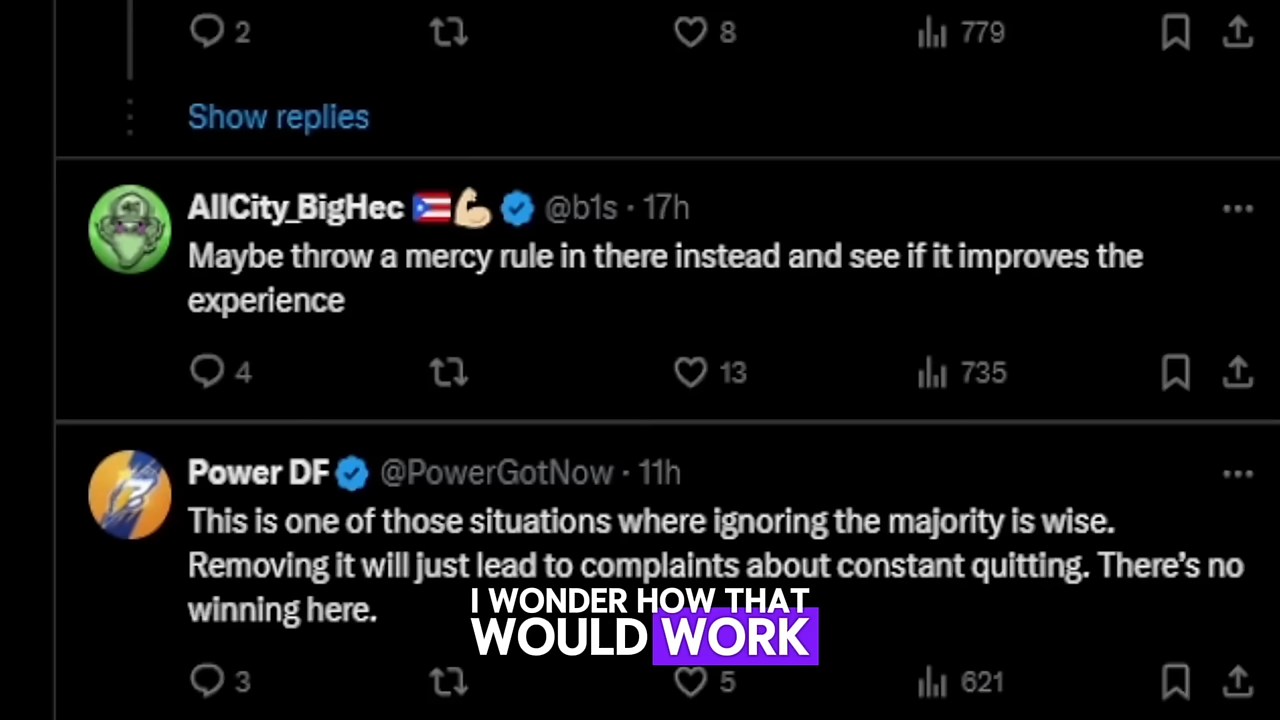 2 8 779
Show replies
AllCity_BigHec 🇵🇷💪🏻 @b1s · 17h
Maybe throw a mercy rule in there instead and see if it improves the
experience
4 13 735
Power DF @PowerGotNow · 11h
This is one of those situations where ignoring the majority is wise.
Removing it will just lead to complaints about constant quitting. There's no
winning here.
I WONDER HOW THAT
WOULD WORK
3 5 621